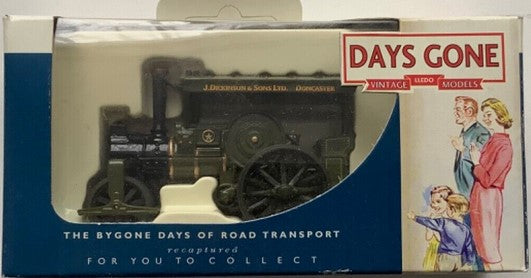 J. DICKINSON & SONS LTD. DONCASTER
DAYS GONE
VINTAGE LLEDO MODELS
THE BYGONE DAYS OF ROAD TRANSPORT
recaptured
FOR YOU TO COLLECT